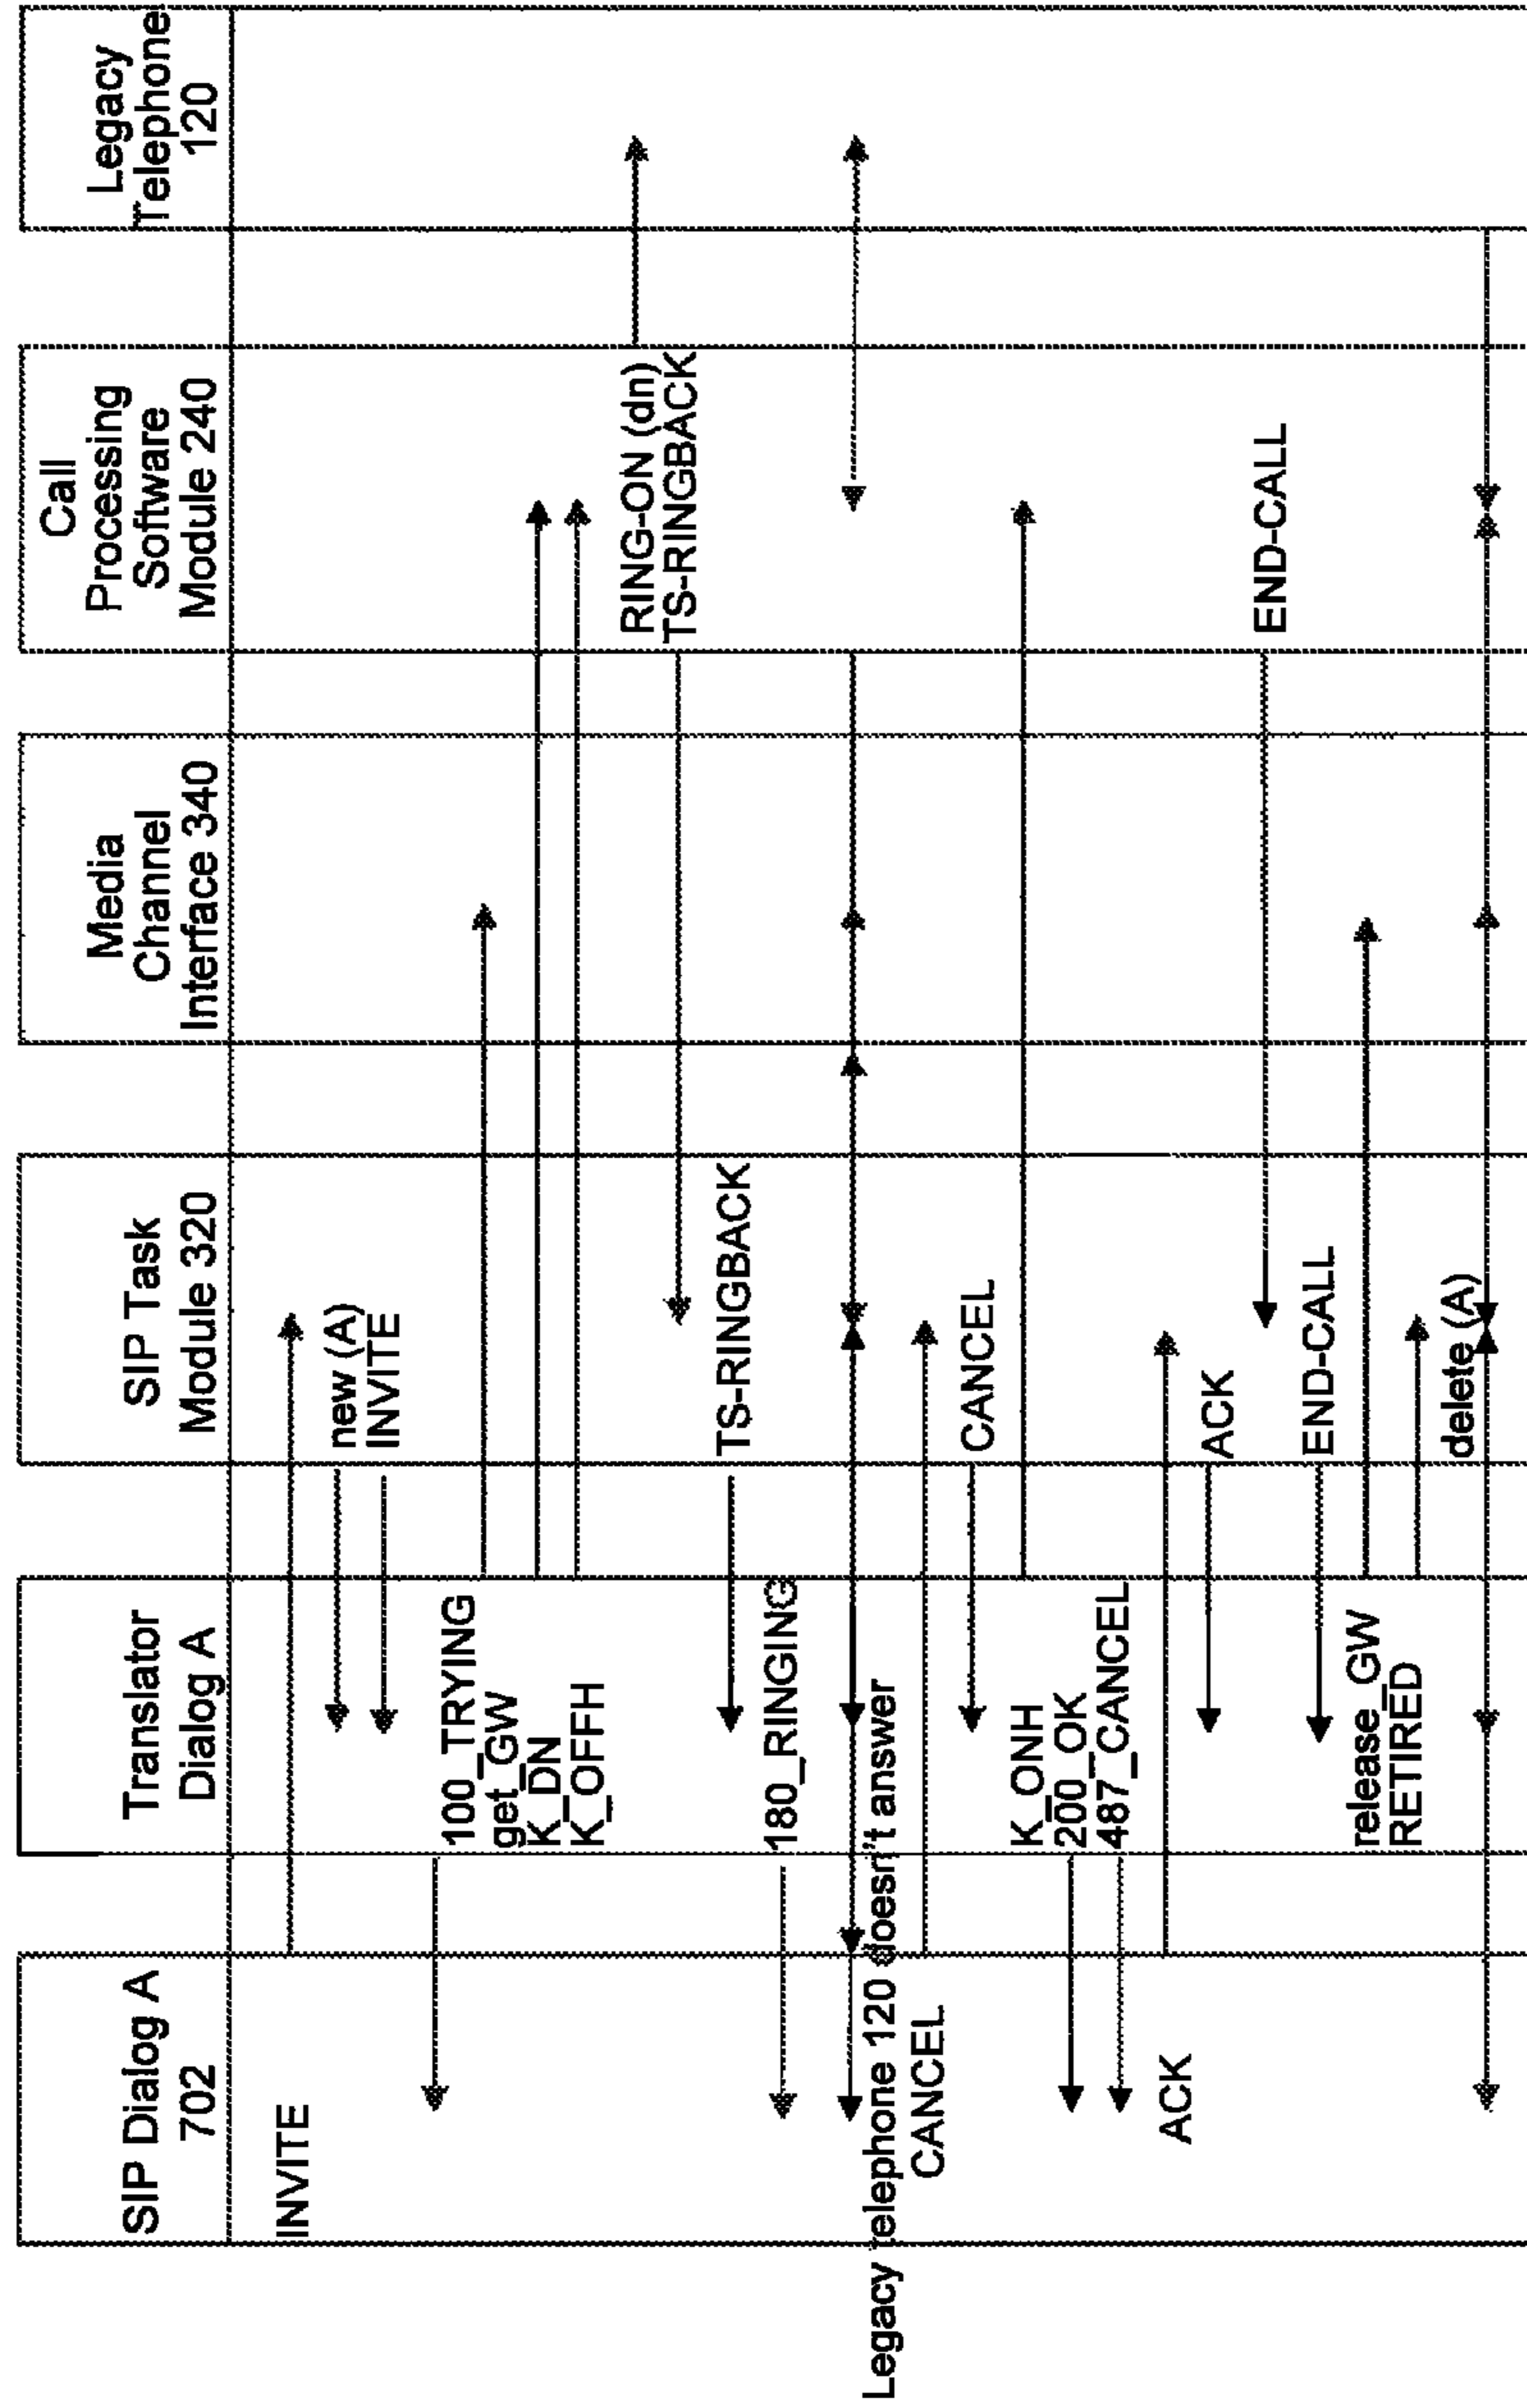 SIP Dialog A
702
Translator
Dialog A
SIP Task
Module 320
Media
Channel
Interface 340
Call
Processing
Software
Module 240
Legacy
Telephone
120
INVITE
new (A)
INVITE
100_TRYING
get_GW
K_DN
K_OFFH
RING-ON (dn)
TS-RINGBACK
TS-RINGBACK
180_RINGING
Legacy telephone 120 doesn't answer
CANCEL
CANCEL
K_ONH
200_OK
487_CANCEL
ACK
ACK
END-CALL
END-CALL
release_GW
RETIRED
delete (A)